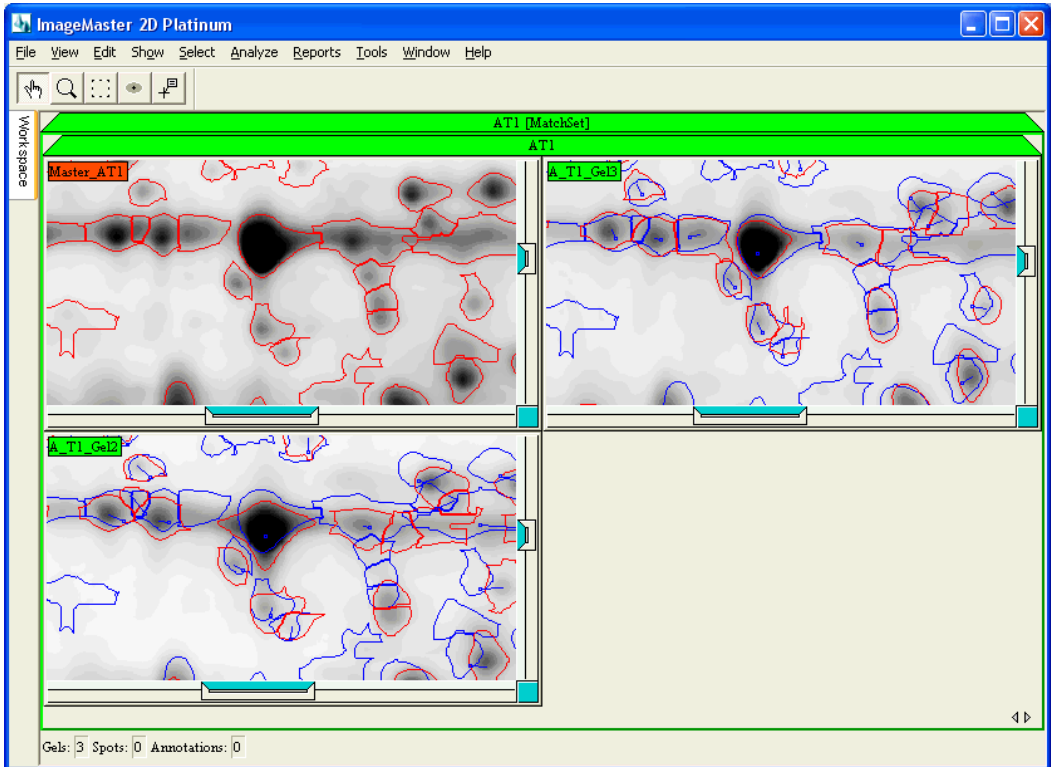 ImageMaster 2D Platinum
File View Edit Show Select Analyze Reports Tools Window Help
Workspace
AT1 [MatchSet]
AT1
Master_AT1
A_T1_Gel3
A_T1_Gel2
Gels: 3 Spots: 0 Annotations: 0